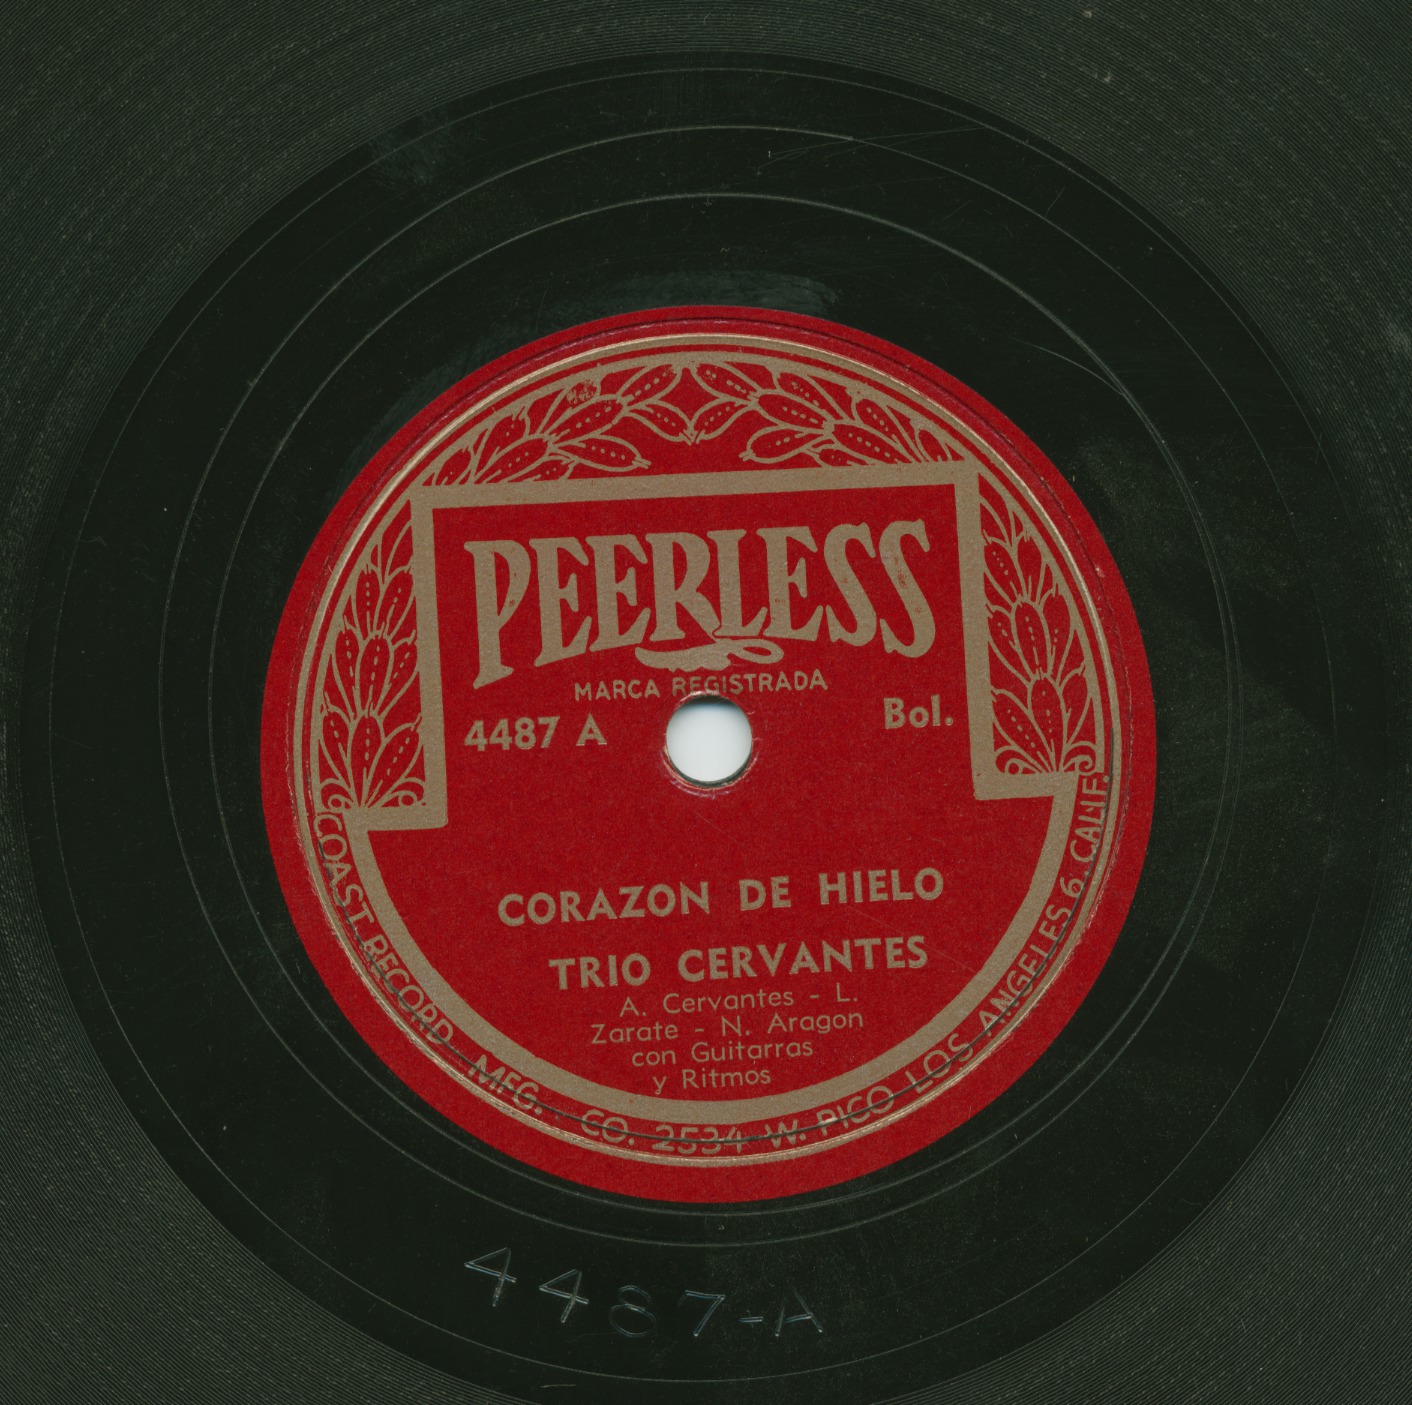 PEERLESS
MARCA REGISTRADA
4487 A
Bol.
CORAZON DE HIELO
TRIO CERVANTES
A. Cervantes - L.
Zarate - N. Aragon
con Guitarras
y Ritmos
COAST RECORD MFG. CO. 2534 W. PICO LOS ANGELES 6, CALIF.
4487-A